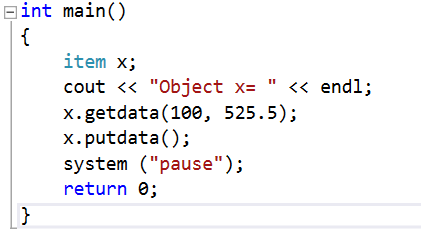 int main()
{
    item x;
    cout << "Object x= " << endl;
    x.getdata(100, 525.5);
    x.putdata();
    system ("pause");
    return 0;
}